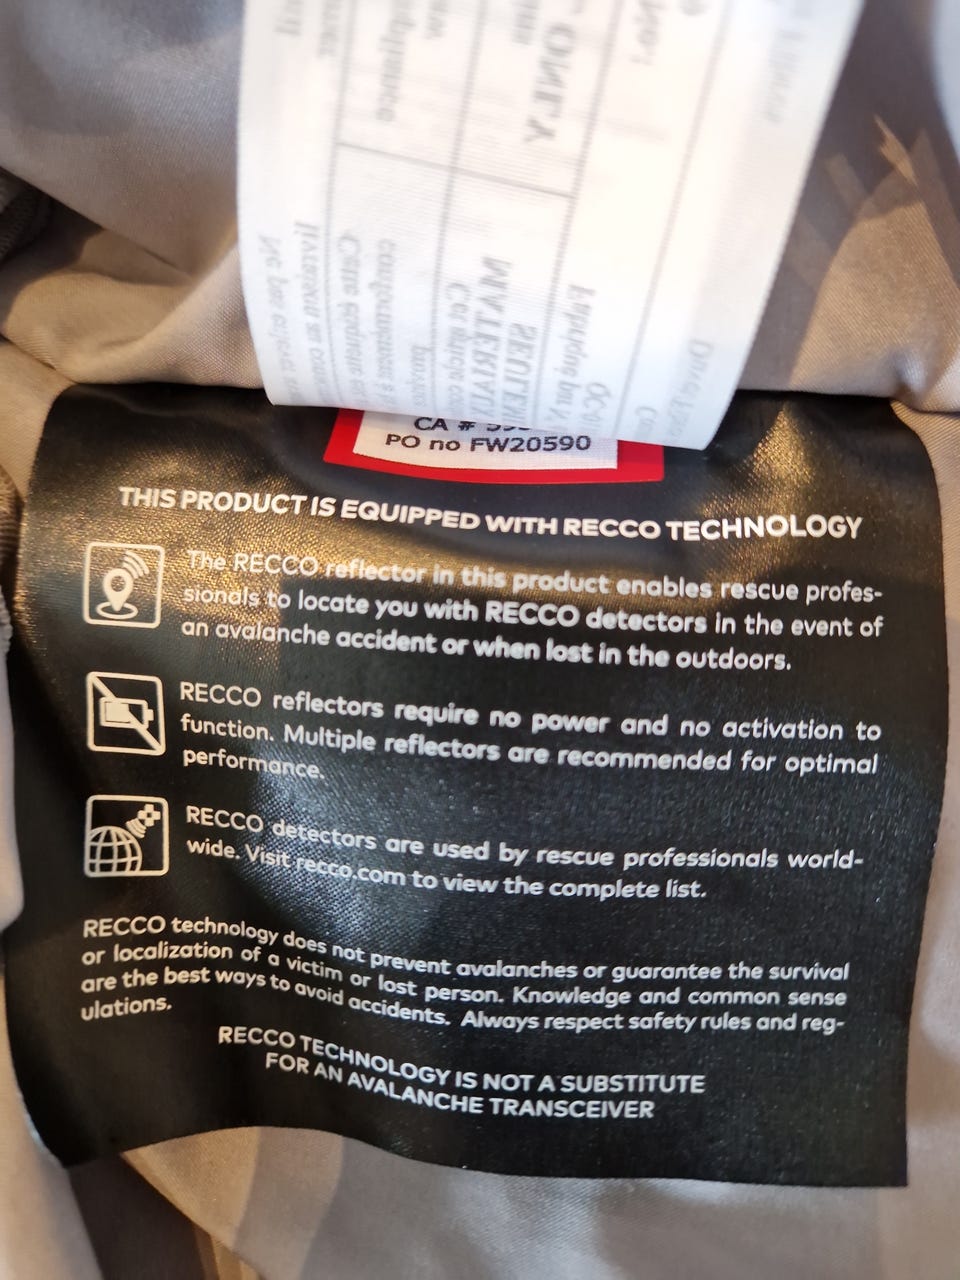 ONLY
CA #
PO no FW20590
THIS PRODUCT IS EQUIPPED WITH RECCO TECHNOLOGY
The RECCO reflector in this product enables rescue profes-
sionals to locate you with RECCO detectors in the event of
an avalanche accident or when lost in the outdoors.
RECCO reflectors require no power and no activation to
function. Multiple reflectors are recommended for optimal
performance.
RECCO detectors are used by rescue professionals world-
wide. Visit recco.com to view the complete list.
RECCO technology does not prevent avalanches or guarantee the survival
or localization of a victim or lost person. Knowledge and common sense
are the best ways to avoid accidents. Always respect safety rules and reg-
ulations.
RECCO TECHNOLOGY IS NOT A SUBSTITUTE
FOR AN AVALANCHE TRANSCEIVER